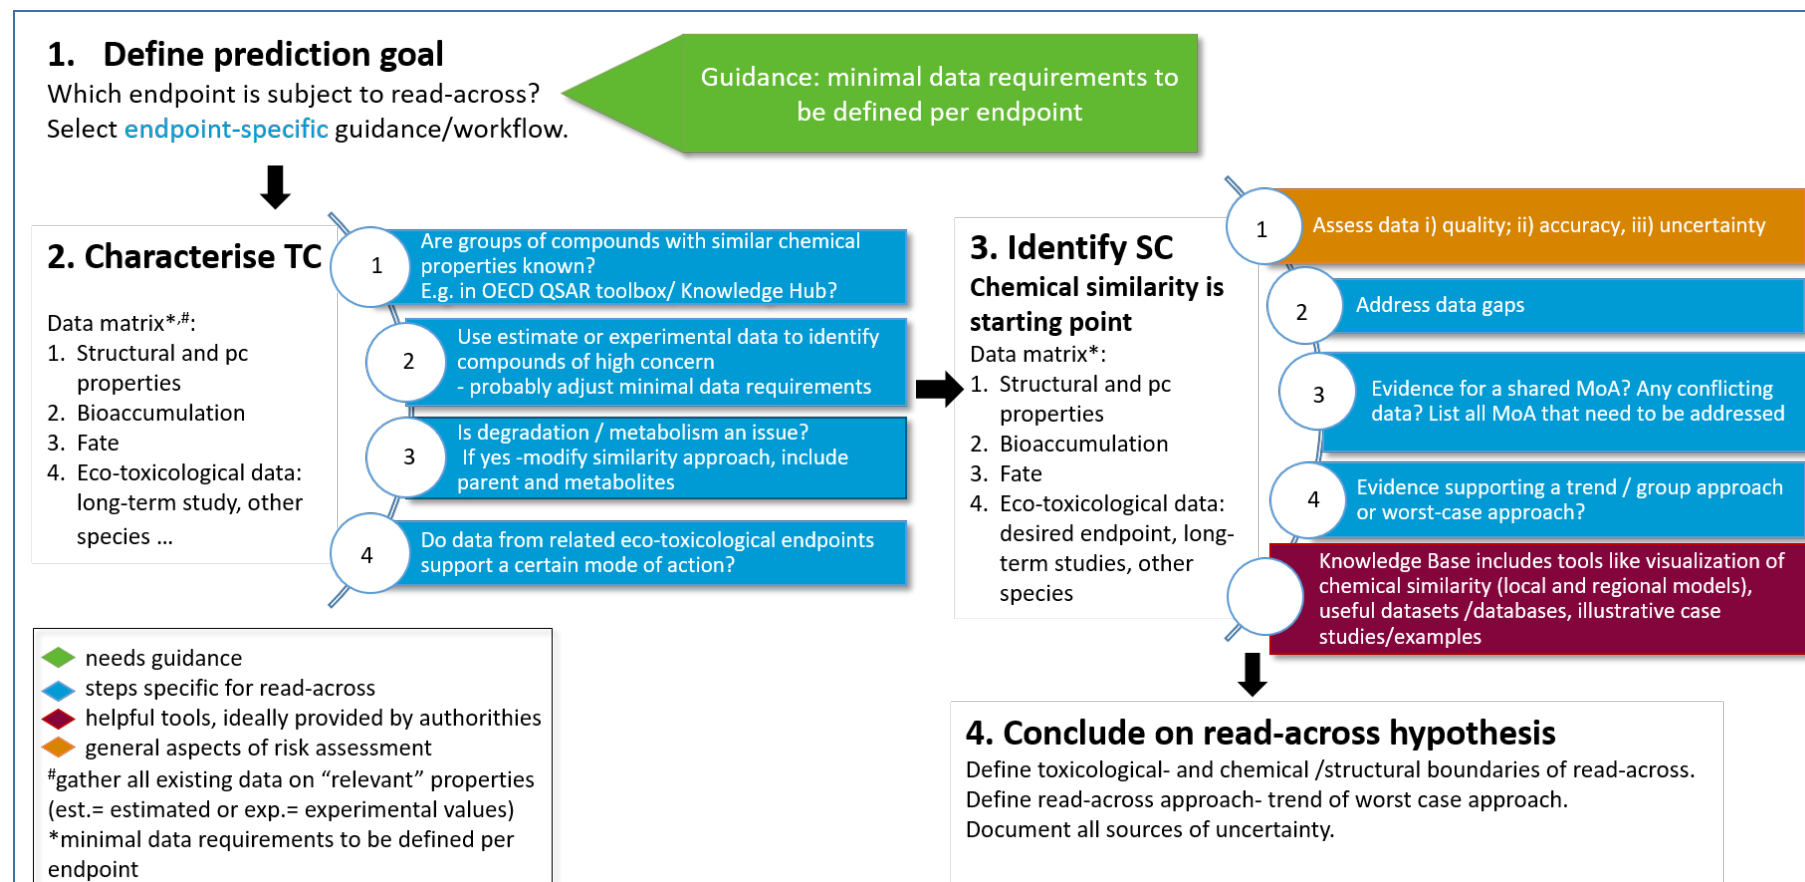 1. Define prediction goal
Which endpoint is subject to read-across?
Select endpoint-specific guidance/workflow.
Guidance: minimal data requirements to
be defined per endpoint
2. Characterise TC
Data matrix*,#:
1. Structural and pc
properties
2. Bioaccumulation
3. Fate
4. Eco-toxicological data:
long-term study, other
species ...
1
Are groups of compounds with similar chemical
properties known?
E.g. in OECD QSAR toolbox/ Knowledge Hub?
2
Use estimate or experimental data to identify
compounds of high concern
- probably adjust minimal data requirements
3
Is degradation / metabolism an issue?
If yes -modify similarity approach, include
parent and metabolites
4
Do data from related eco-toxicological endpoints
support a certain mode of action?
3. Identify SC
Chemical similarity is
starting point
Data matrix*:
1. Structural and pc
properties
2. Bioaccumulation
3. Fate
4. Eco-toxicological data:
desired endpoint, long-
term studies, other
species
1
Assess data i) quality; ii) accuracy, iii) uncertainty
2
Address data gaps
3
Evidence for a shared MoA? Any conflicting
data? List all MoA that need to be addressed
4
Evidence supporting a trend / group approach
or worst-case approach?
Knowledge Base includes tools like visualization of
chemical similarity (local and regional models),
useful datasets /databases, illustrative case
studies/examples
needs guidance
steps specific for read-across
helpful tools, ideally provided by authorithies
general aspects of risk assessment
#gather all existing data on “relevant” properties
(est.= estimated or exp.= experimental values)
*minimal data requirements to be defined per
endpoint
4. Conclude on read-across hypothesis
Define toxicological- and chemical /structural boundaries of read-across.
Define read-across approach- trend of worst case approach.
Document all sources of uncertainty.